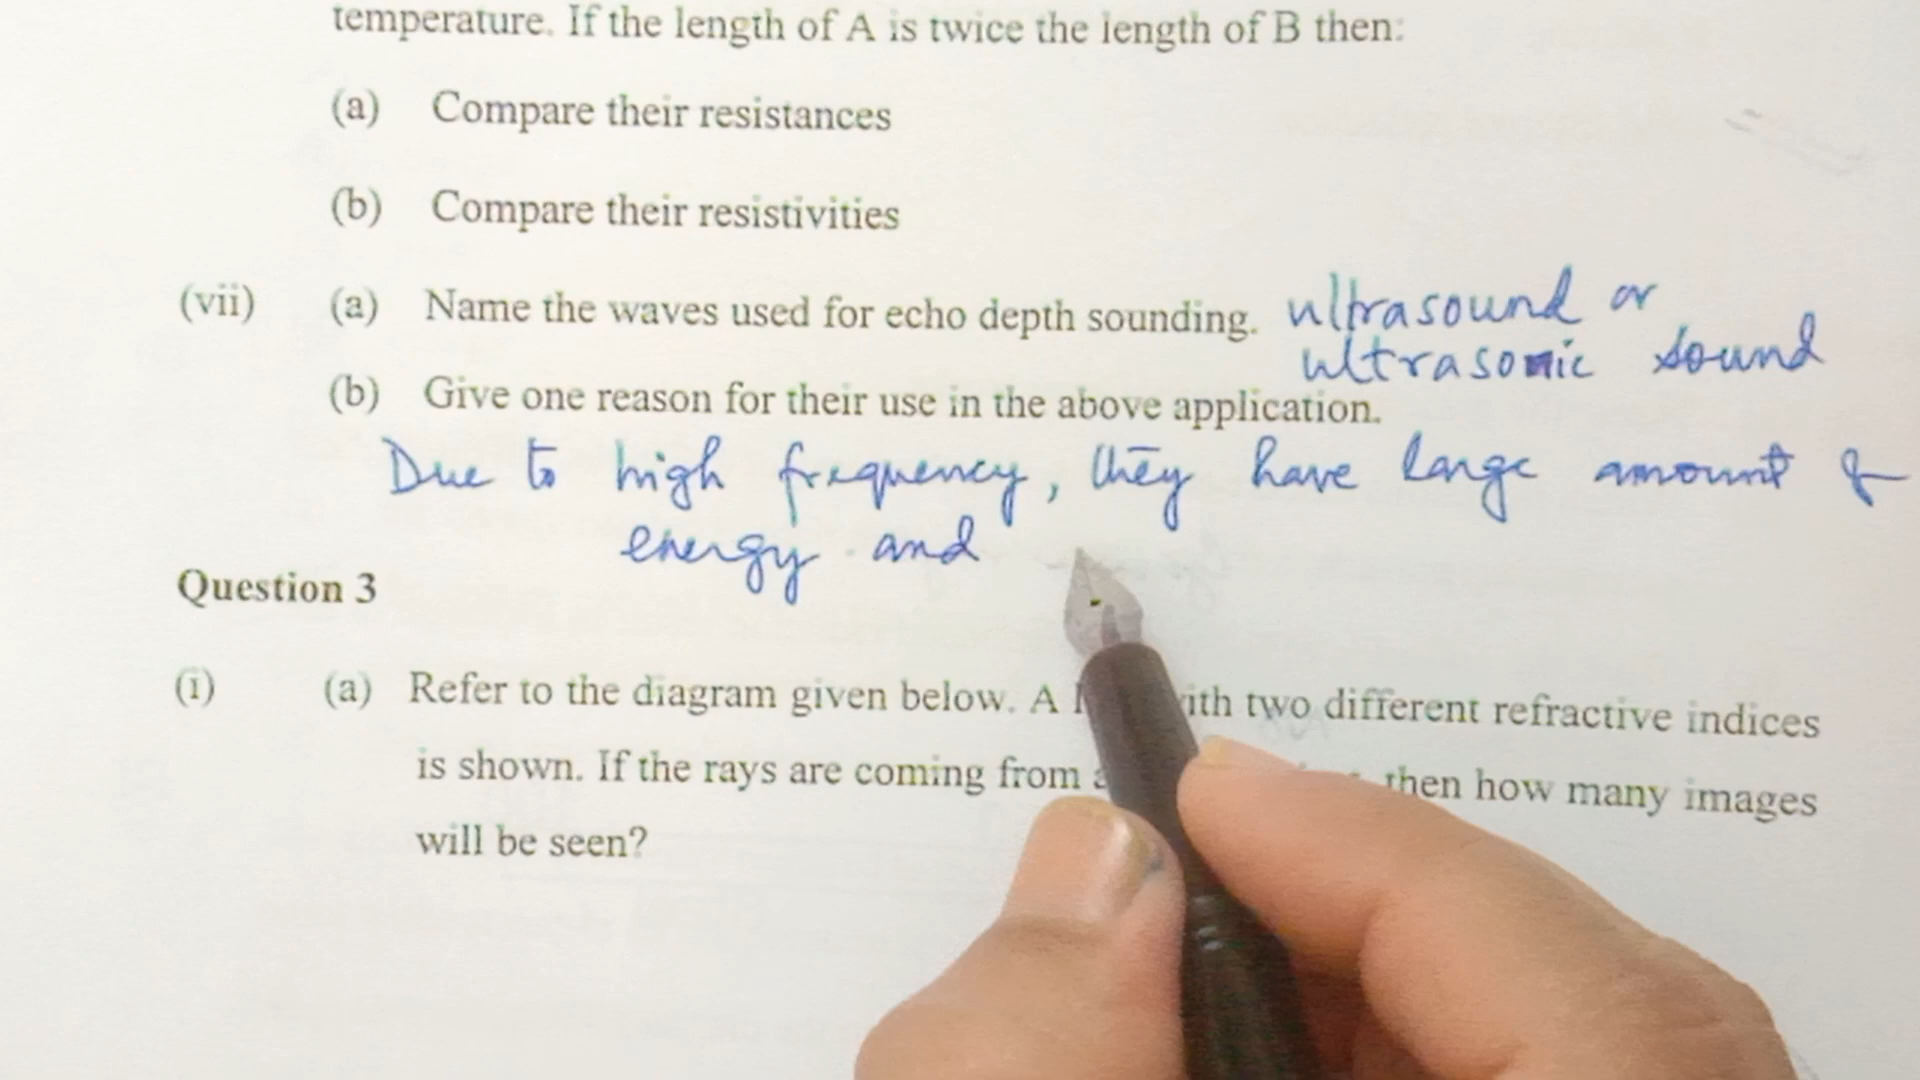 temperature. If the length of A is twice the length of B then:
(a) Compare their resistances
(b) Compare their resistivities
(vii) (a) Name the waves used for echo depth sounding. ultrasound or
ultrasonic sound
(b) Give one reason for their use in the above application.
Due to high frequency, they have large amount of
energy and
Question 3
(i) (a) Refer to the diagram given below. A with two different refractive indices
is shown. If the rays are coming from then how many images
will be seen?